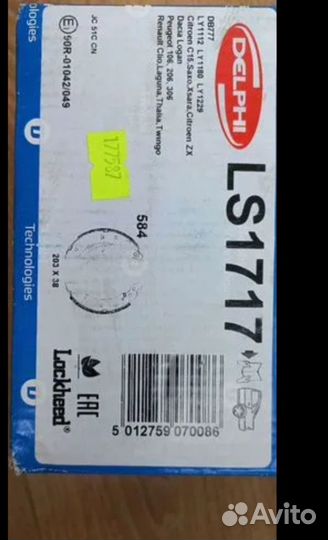 DELPHI
LS1717
DB777
LY1112 LY1180 LY1229
Citroen C15,Saxo,Xsara,Citroen ZX
Dacia Logan
Peugeot 106, 206, 306
Renault Clio,Laguna,Thalia,Twingo
JC 51C CN
90R-01042/049
E
177587
584
203 X 38
Lockheed®
EAC
5 012759 070086
Technologies
D
Technologies
D
Avito